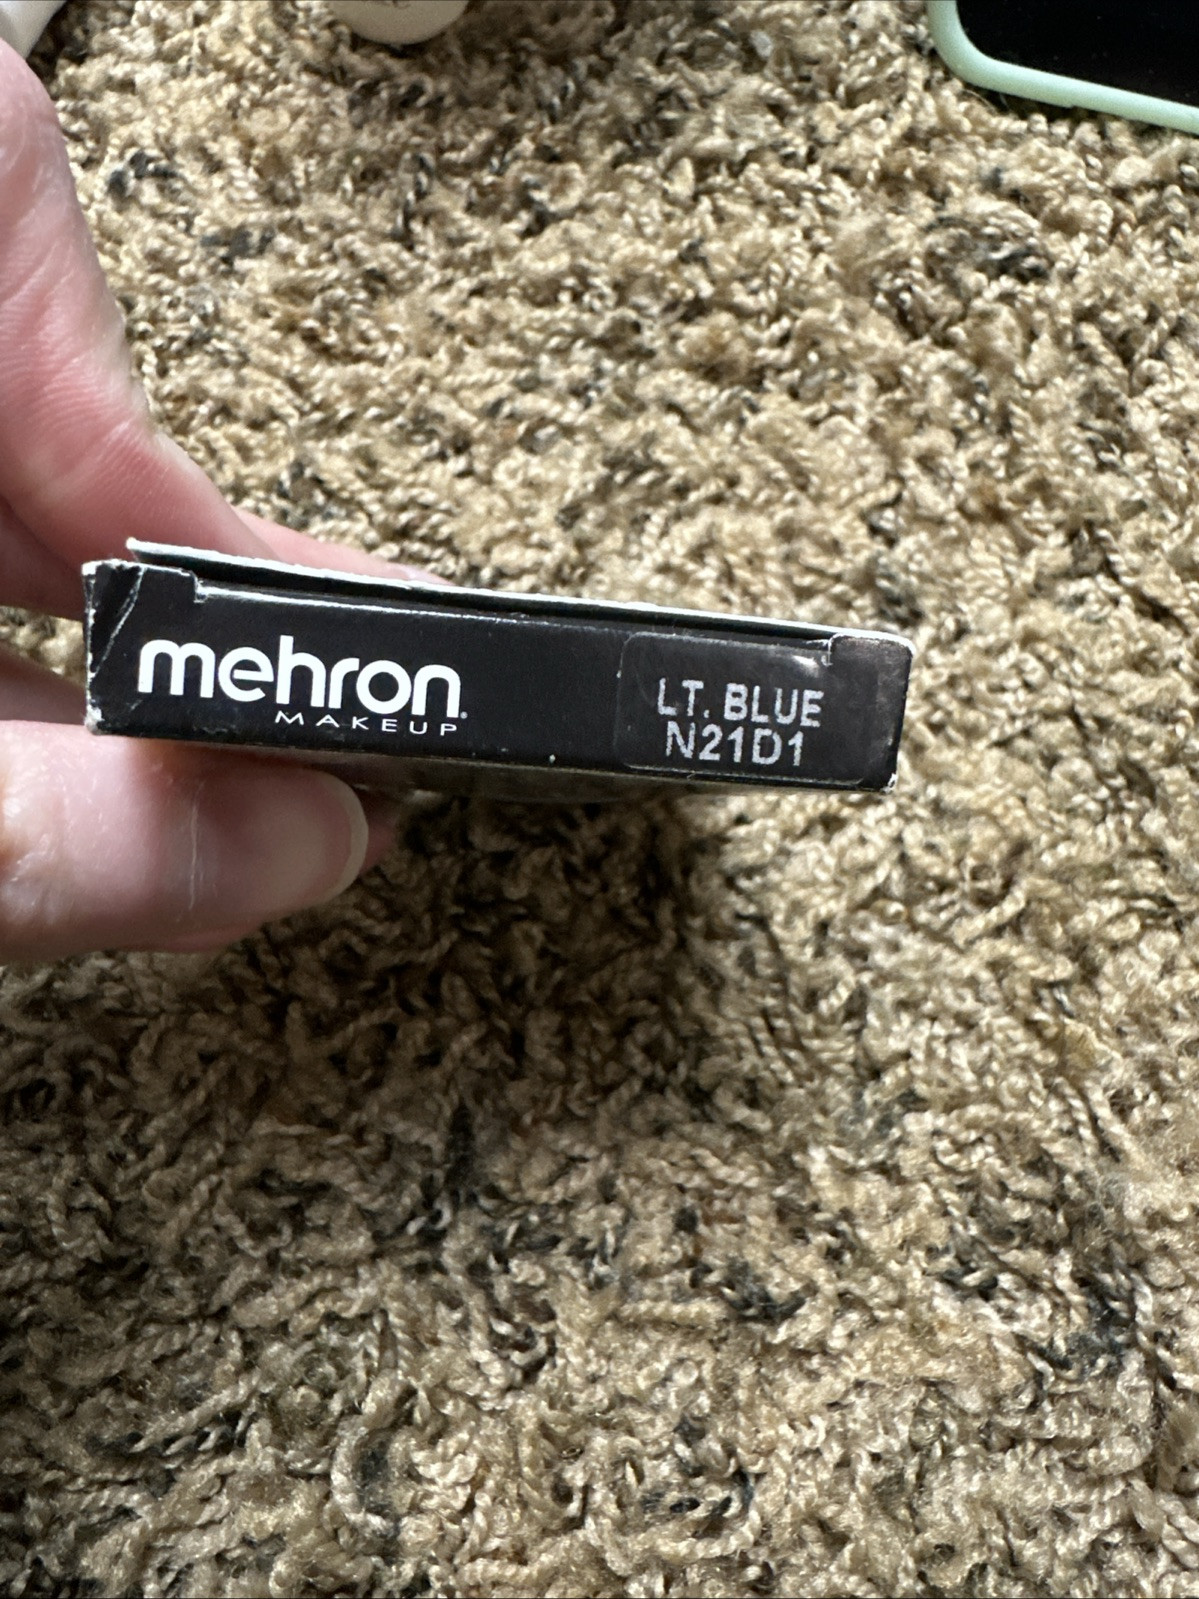 mehron
MAKEUP
LT. BLUE
N21D1